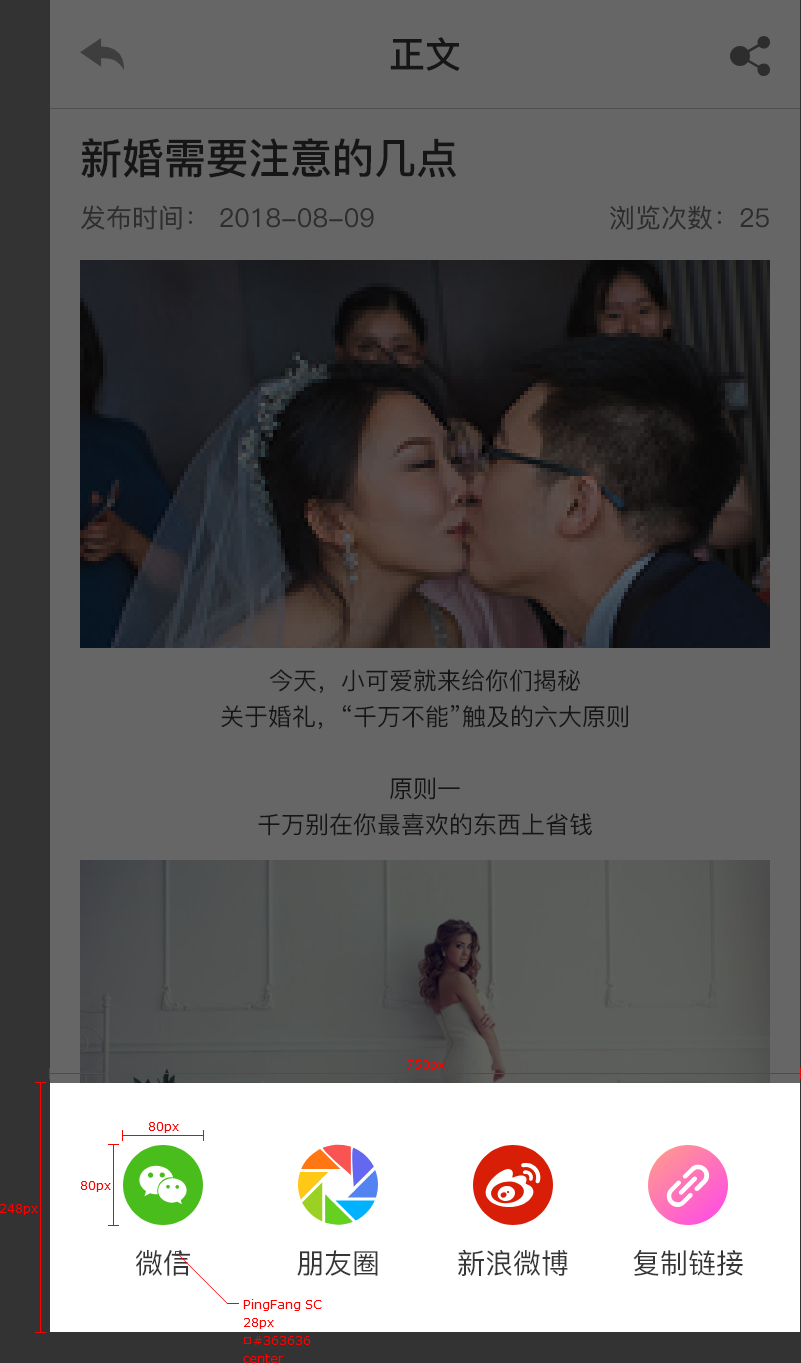 正文
新婚需要注意的几点
发布时间： 2018-08-09 浏览次数：25
今天，小可爱就来给你们揭秘
关于婚礼，“千万不能”触及的六大原则
原则一
千万别在你最喜欢的东西上省钱
750px
80px
80px
248px
微信 朋友圈 新浪微博 复制链接
PingFang SC
28px
#363636
center